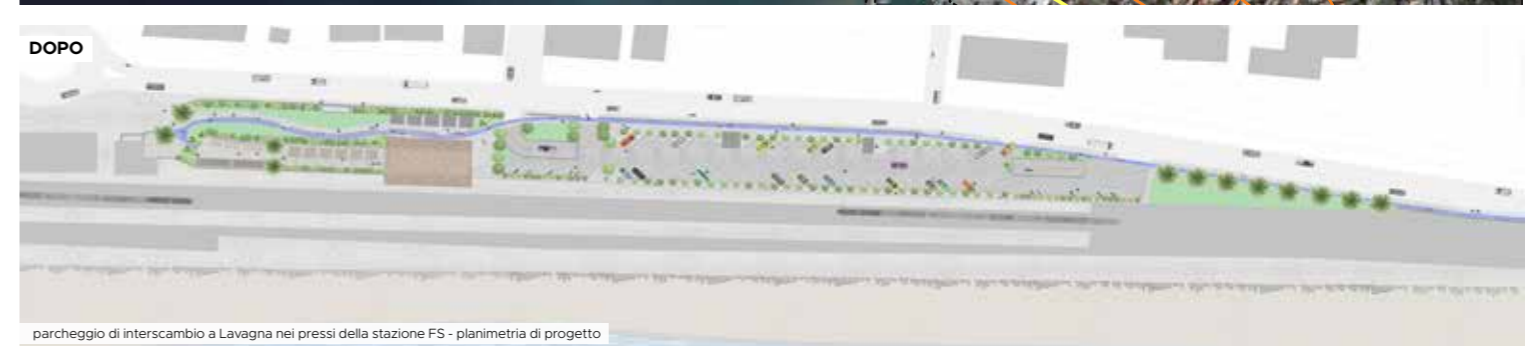 DOPO
parcheggio di interscambio a Lavagna nei pressi della stazione FS - planimetria di progetto